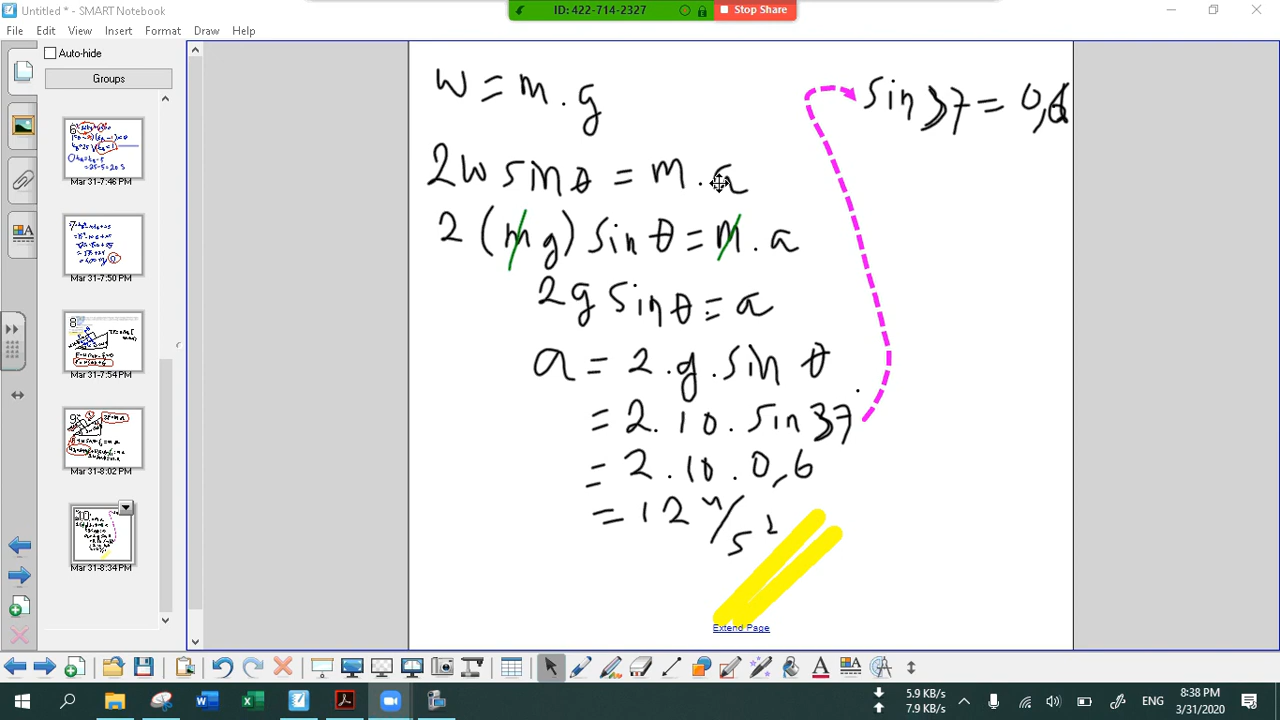 Untitled * - SMART Notebook
ID: 422-714-2327
Stop Share
File Edit View Insert Format Draw Help
Auto-hide
Groups
Mar 31-7:46 PM
Mar 31-7:50 PM
Mar 31-7:54 PM
Mar 31-8:02 PM
Mar 31-8:34 PM
w = m . g
sin 37 = 0,6
2w sin θ = m . a
2 (m g) sin θ = m . a
2 g sin θ = a
a = 2 . g . sin θ
= 2 . 10 . sin 37
= 2 . 10 . 0,6
= 12 m/s²
Extend Page
5.9 KB/s
7.9 KB/s
ENG
8:38 PM
3/31/2020